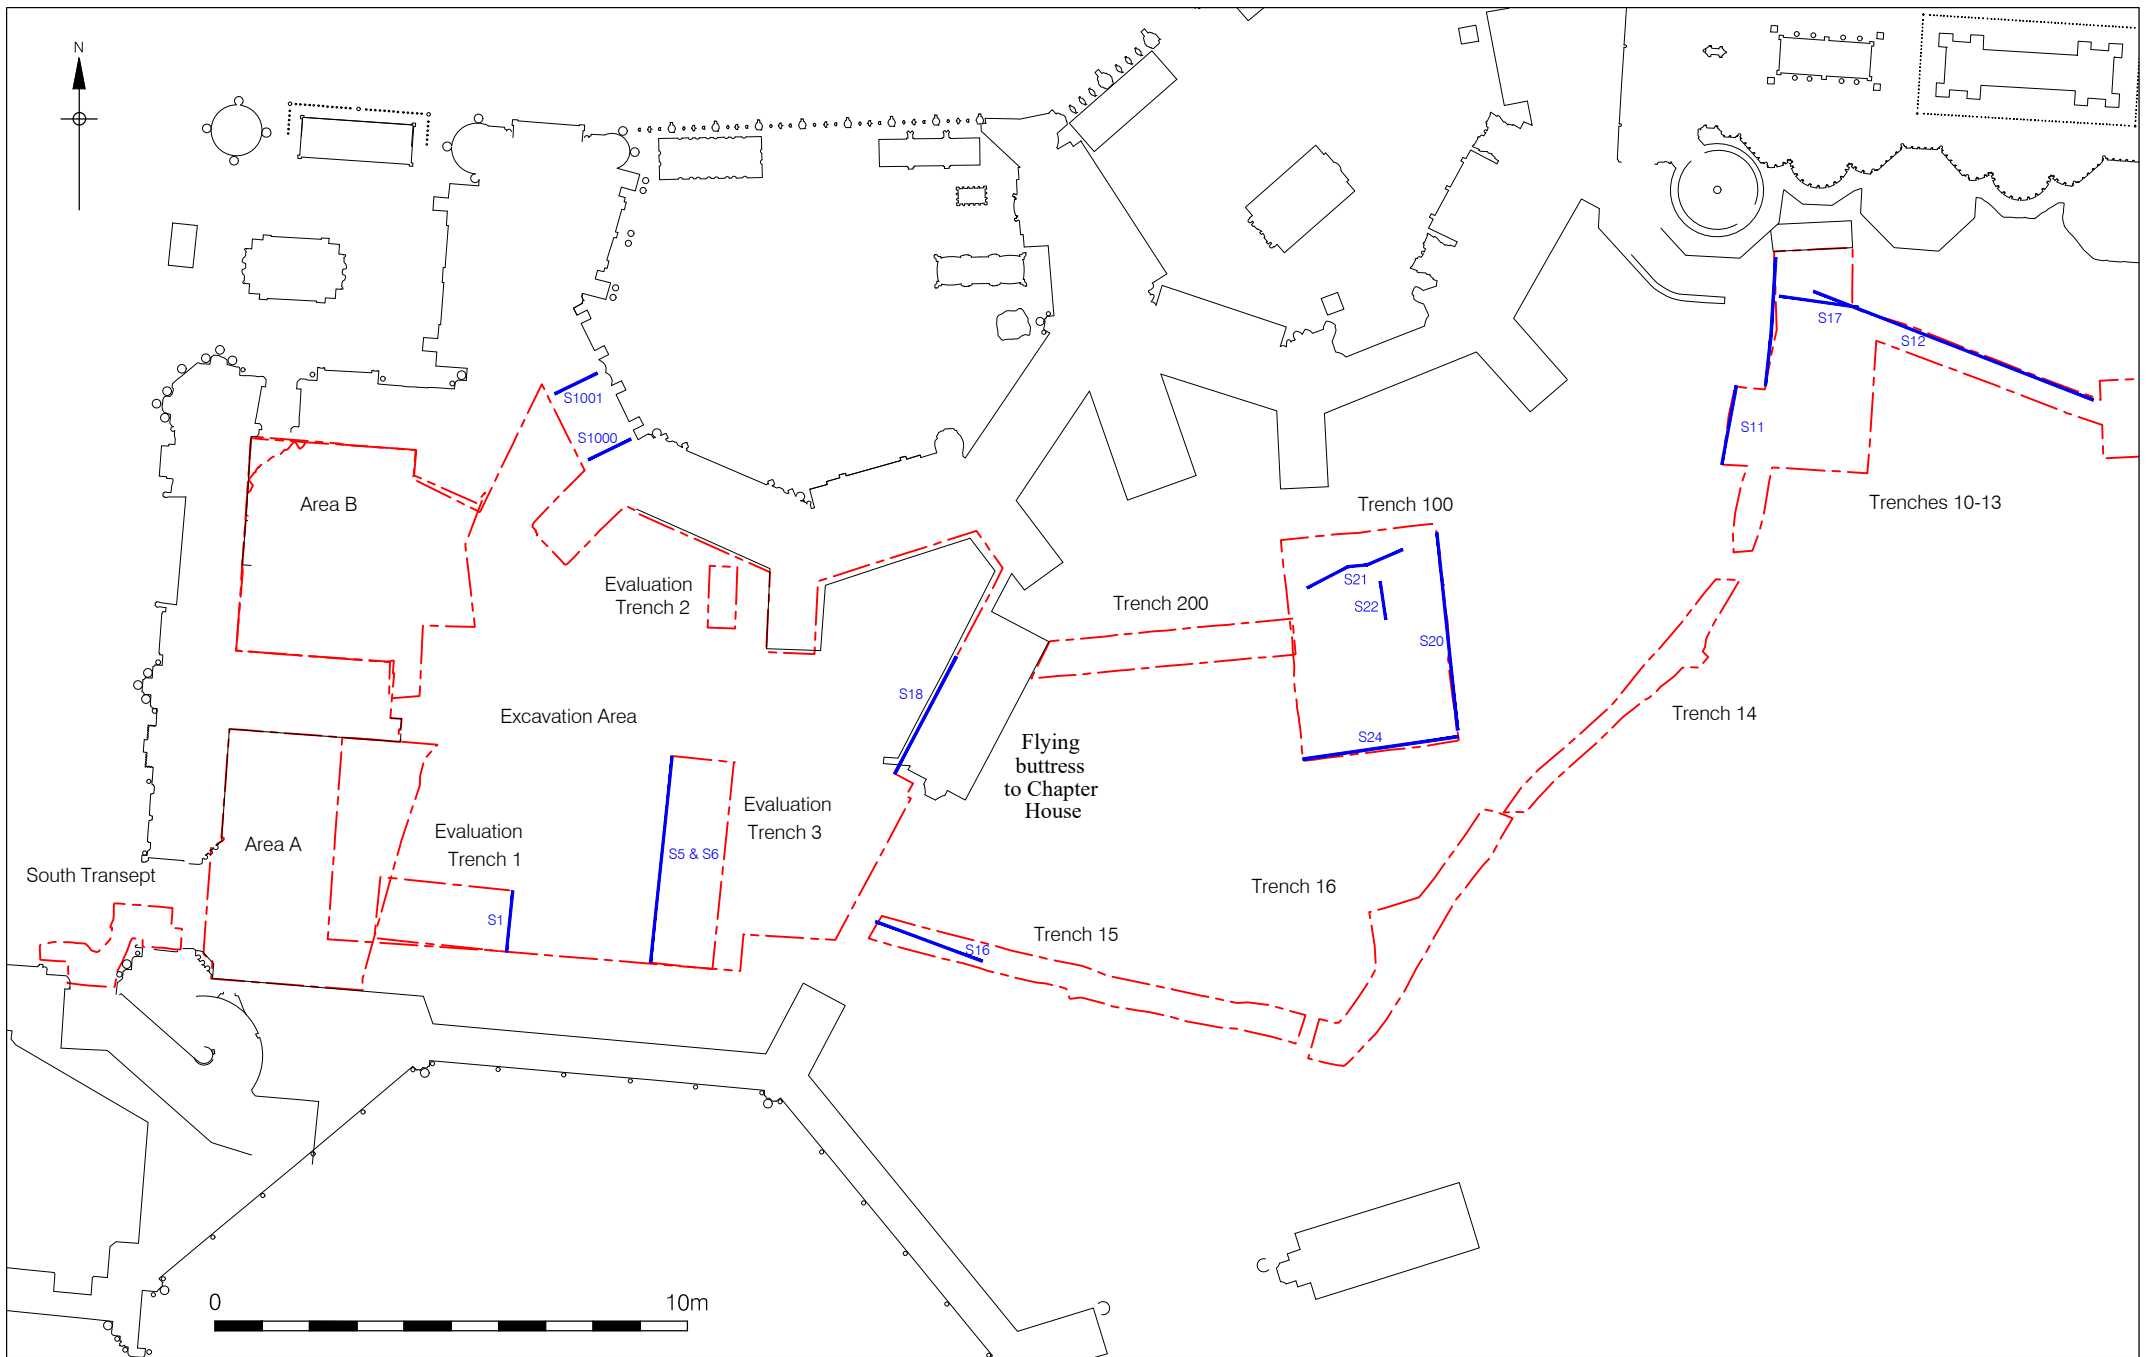 N
S17
S12
S1001
S11
S1000
Area B
Trench 100
Trenches 10-13
Evaluation
Trench 2
S21
S22
Trench 200
S20
S18
Excavation Area
Trench 14
S24
Flying
buttress
to Chapter
House
Evaluation
Trench 3
Evaluation
Trench 1
Area A
S5 & S6
South Transept
Trench 16
S1
Trench 15
S16
0
10m